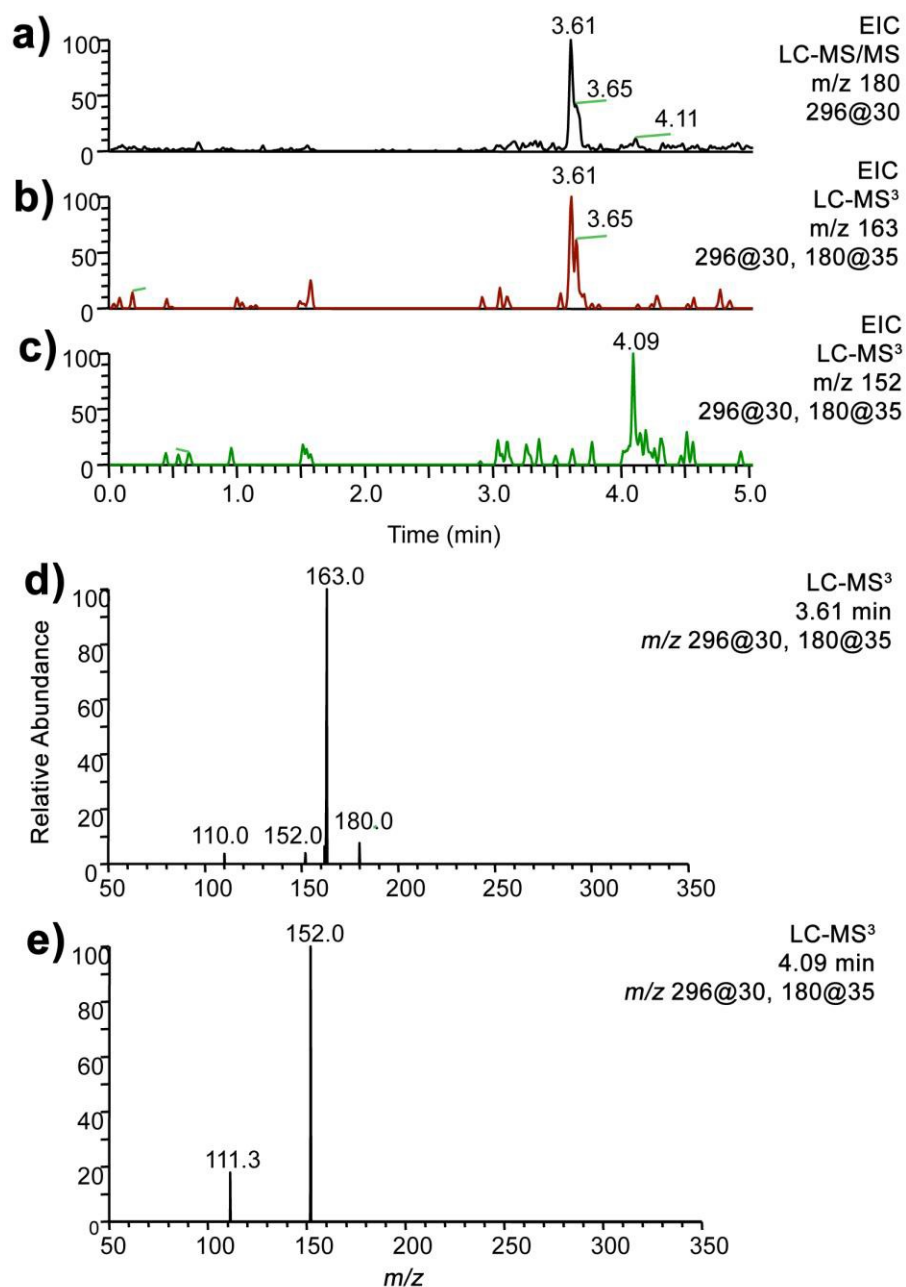 a)
100
50
0
3.61
3.65
4.11
EIC
LC-MS/MS
m/z 180
296@30
b)
100
50
0
3.61
3.65
EIC
LC-MS³
m/z 163
296@30, 180@35
c)
100
50
0
4.09
EIC
LC-MS³
m/z 152
296@30, 180@35
0.0 1.0 2.0 3.0 4.0 5.0
Time (min)
d)
Relative Abundance
100
80
60
40
20
0
163.0
110.0 152.0 180.0
LC-MS³
3.61 min
m/z 296@30, 180@35
50 100 150 200 250 300 350
e)
100
80
60
40
20
0
152.0
111.3
LC-MS³
4.09 min
m/z 296@30, 180@35
50 100 150 200 250 300 350
m/z